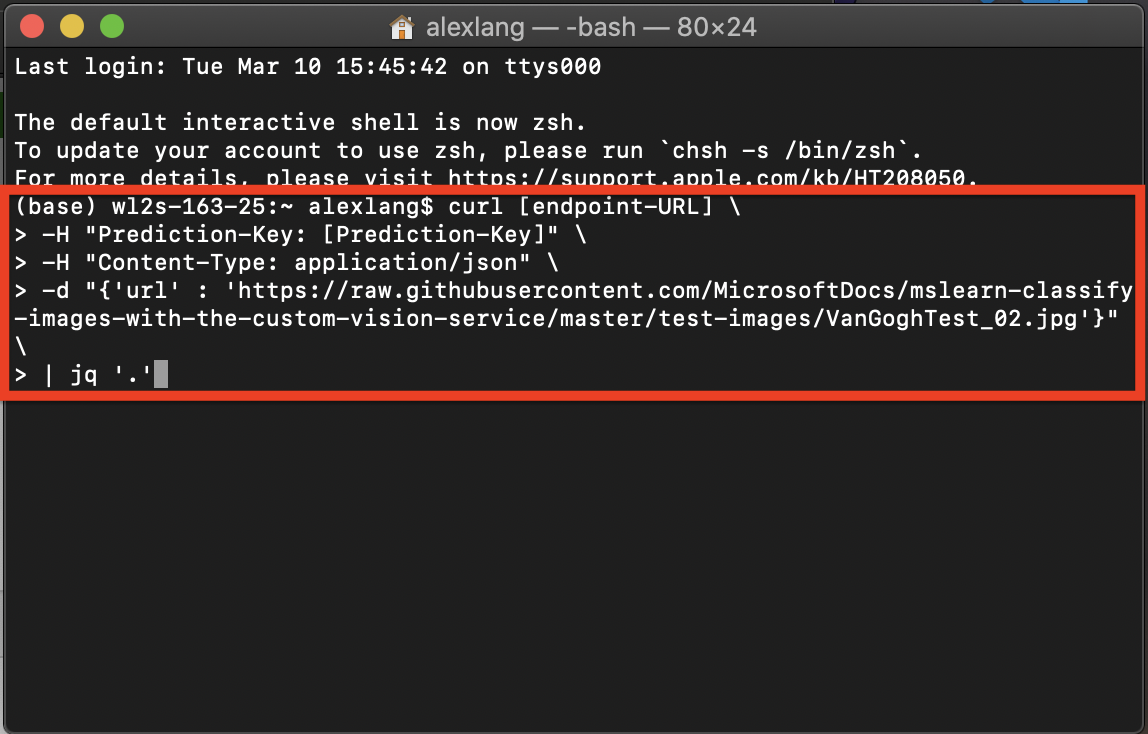 alexlang — -bash — 80×24
Last login: Tue Mar 10 15:45:42 on ttys000
The default interactive shell is now zsh.
To update your account to use zsh, please run `chsh -s /bin/zsh`.
For more details, please visit https://support.apple.com/kb/HT208050.
(base) wl2s-163-25:~ alexlang$ curl [endpoint-URL] \
> -H "Prediction-Key: [Prediction-Key]" \
> -H "Content-Type: application/json" \
> -d "{'url' : 'https://raw.githubusercontent.com/MicrosoftDocs/mslearn-classify
-images-with-the-custom-vision-service/master/test-images/VanGoghTest_02.jpg'}"
\
> | jq '.'